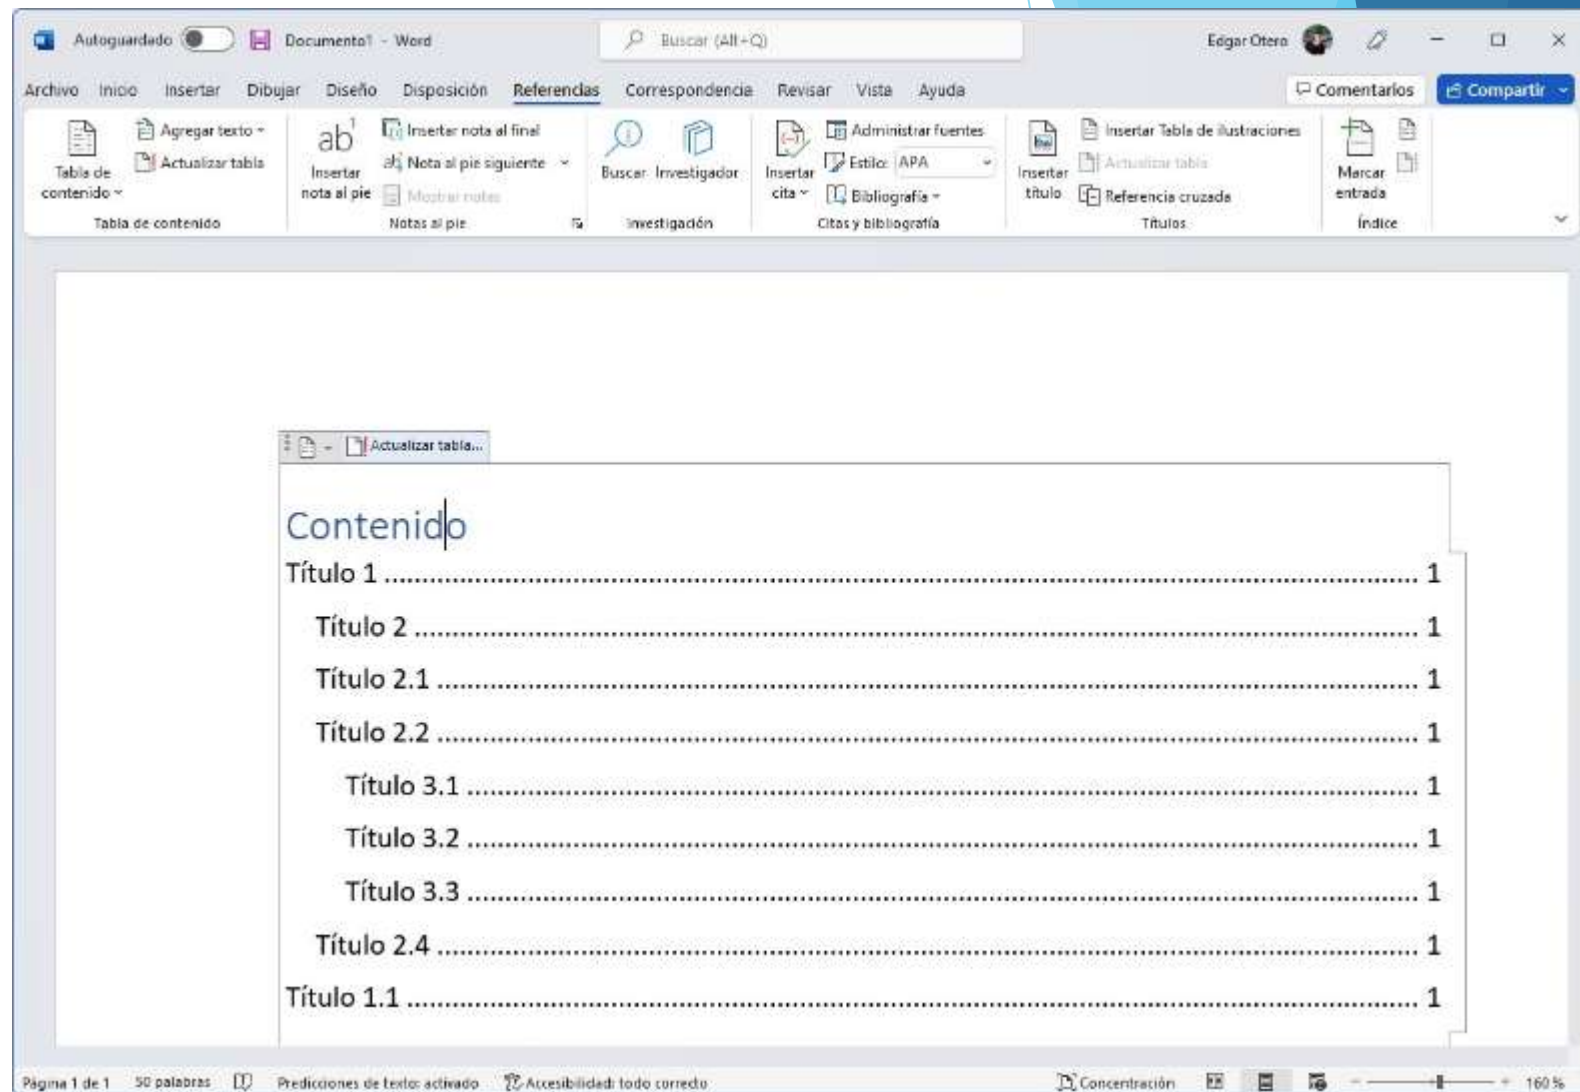 Autoguardado Documento1 - Word Buscar (Alt+Q) Edgar Otero
Archivo Inicio Insertar Dibujar Diseño Disposición Referencias Correspondencia Revisar Vista Ayuda Comentarios Compartir
Tabla de contenido
Agregar texto
Actualizar tabla
Tabla de contenido
ab1
Insertar nota al pie
Insertar nota al final
Nota al pie siguiente
Mostrar notas
Notas al pie
Buscar Investigador
Investigación
Insertar cita
Administrar fuentes
Estilo: APA
Bibliografía
Citas y bibliografía
Insertar título
Insertar Tabla de ilustraciones
Actualizar tabla
Referencia cruzada
Títulos
Marcar entrada
Índice
Actualizar tabla...
Contenido
Título 1 ........ 1
Título 2 ........ 1
Título 2.1 ........ 1
Título 2.2 ........ 1
Título 3.1 ........ 1
Título 3.2 ........ 1
Título 3.3 ........ 1
Título 2.4 ........ 1
Título 1.1 ........ 1
Página 1 de 1 50 palabras Predicciones de texto: activado Accesibilidad: todo correcto Concentración 160 %